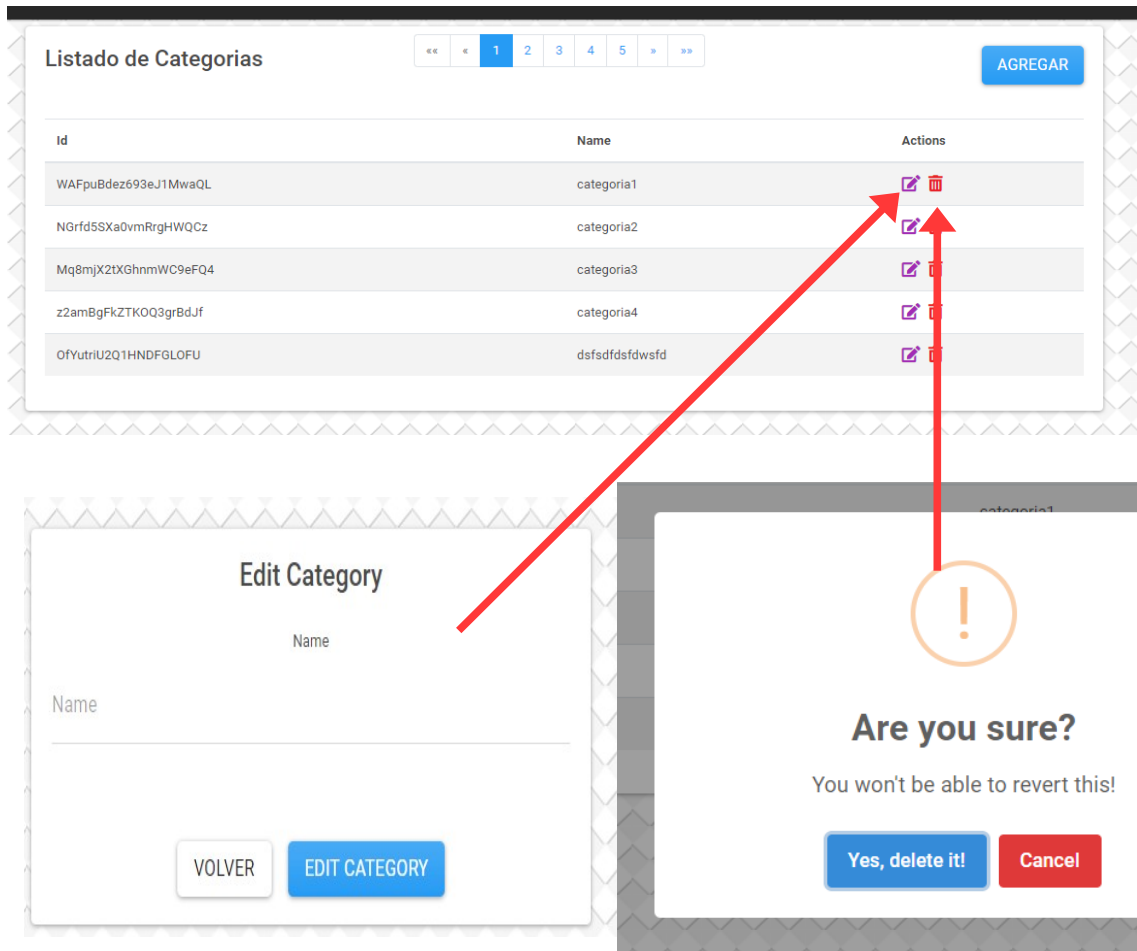 Listado de Categorias
«« « 1 2 3 4 5 » »»
AGREGAR
Id Name Actions
WAFpuBdez693eJ1MwaQL categoria1
NGrfd5SXa0vmRrgHWQCz categoria2
Mq8mjX2tXGhnmWC9eFQ4 categoria3
z2amBgFkZTKOQ3grBdJf categoria4
OfYutriU2Q1HNDFGLOFU dsfsdfdsfdwsfd
Edit Category
Name
Name
VOLVER EDIT CATEGORY
categoria1
!
Are you sure?
You won't be able to revert this!
Yes, delete it! Cancel